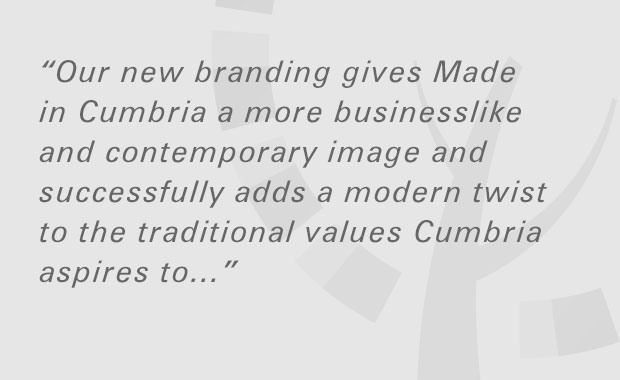 “Our new branding gives Made
in Cumbria a more businesslike
and contemporary image and
successfully adds a modern twist
to the traditional values Cumbria
aspires to...”